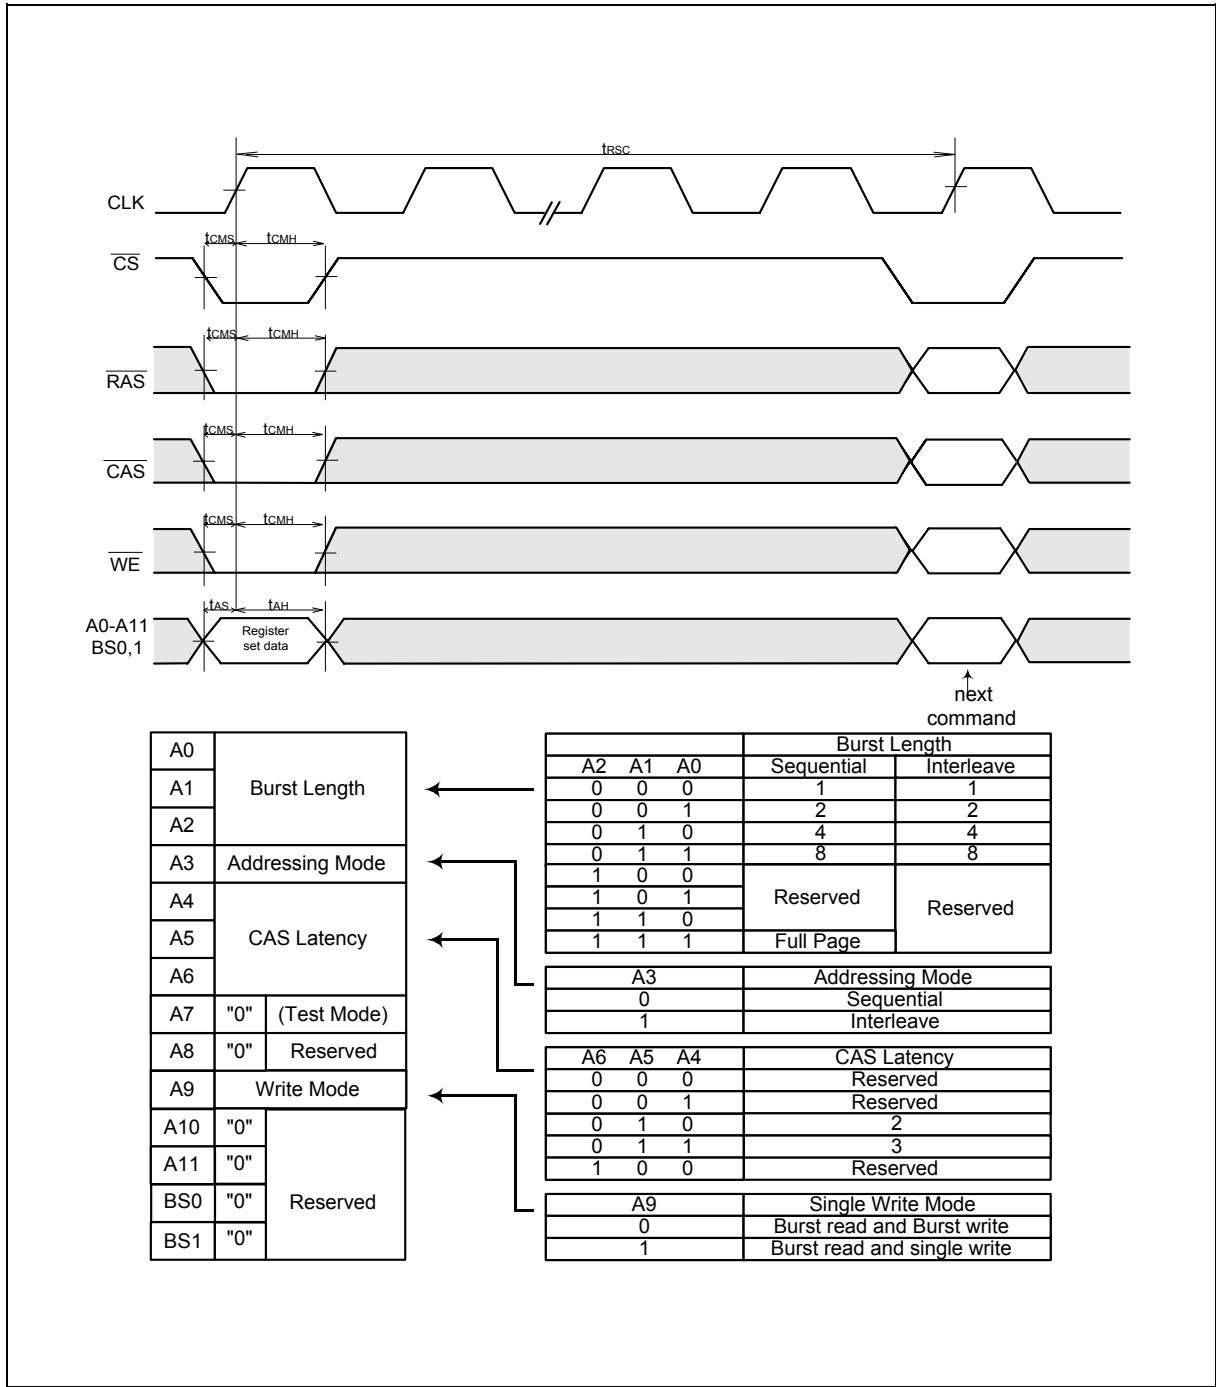 tRSC
CLK
tCMS tCMH
CS
tCMS tCMH
RAS
tCMS tCMH
CAS
tCMS tCMH
WE
tAS tAH
A0-A11
BS0,1
Register
set data
next
command
A0
A1 Burst Length
A2
A3 Addressing Mode
A4
A5 CAS Latency
A6
A7 "0" (Test Mode)
A8 "0" Reserved
A9 Write Mode
A10 "0"
A11 "0"
BS0 "0" Reserved
BS1 "0"
Burst Length
A2 A1 A0 Sequential Interleave
0 0 0 1 1
0 0 1 2 2
0 1 0 4 4
0 1 1 8 8
1 0 0
1 0 1 Reserved Reserved
1 1 0
1 1 1 Full Page
A3 Addressing Mode
0 Sequential
1 Interleave
A6 A5 A4 CAS Latency
0 0 0 Reserved
0 0 1 Reserved
0 1 0 2
0 1 1 3
1 0 0 Reserved
A9 Single Write Mode
0 Burst read and Burst write
1 Burst read and single write